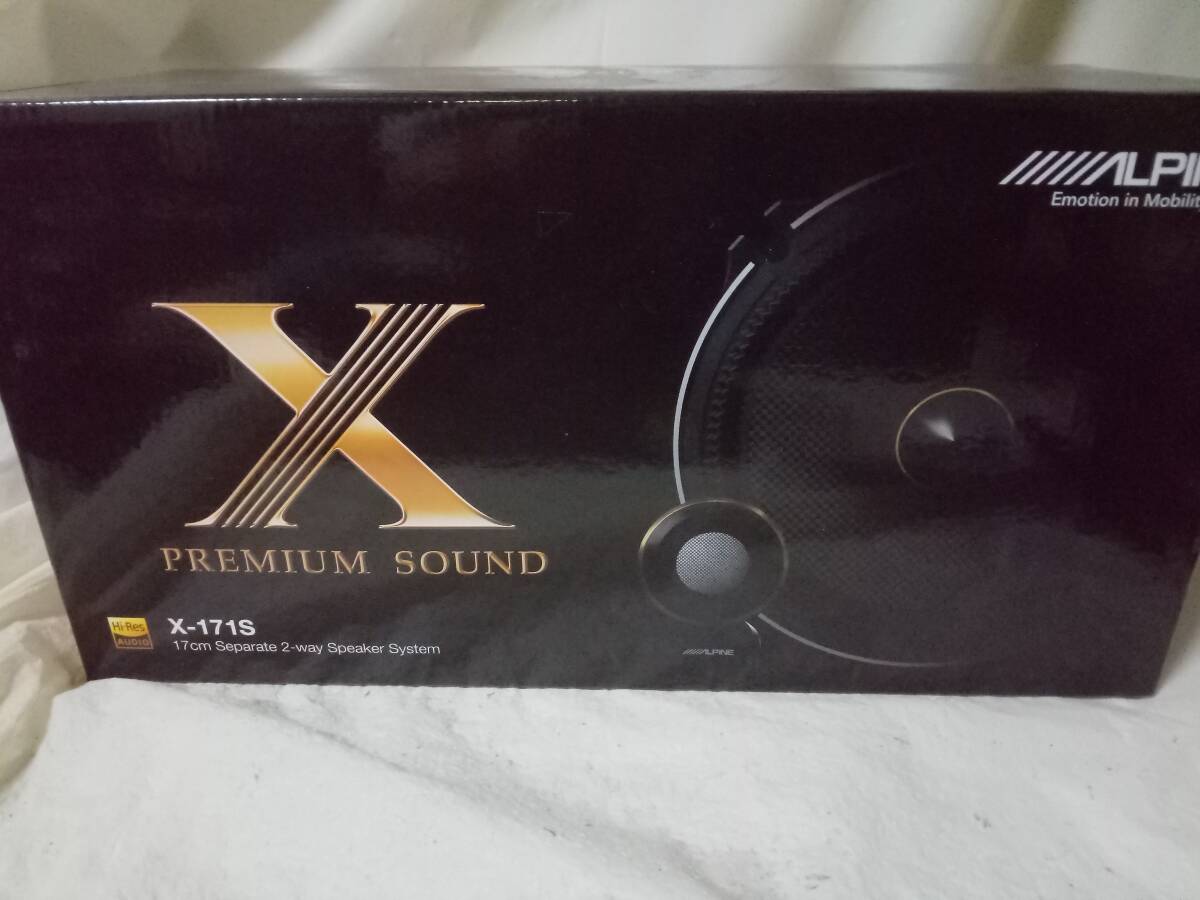 ALPI
Emotion in Mobilit
X
PREMIUM SOUND
Hi-Res
AUDIO
X-171S
17cm Separate 2-way Speaker System
ALPINE